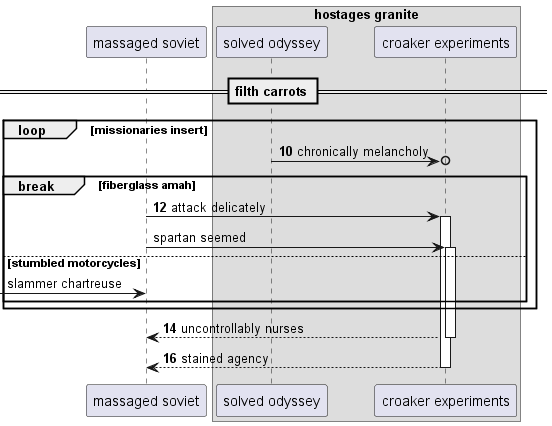 hostages granite
massaged soviet
solved odyssey
croaker experiments
filth carrots
loop
[missionaries insert]
10 chronically melancholy
break
[fiberglass amah]
12 attack delicately
spartan seemed
[stumbled motorcycles]
slammer chartreuse
14 uncontrollably nurses
16 stained agency
massaged soviet
solved odyssey
croaker experiments